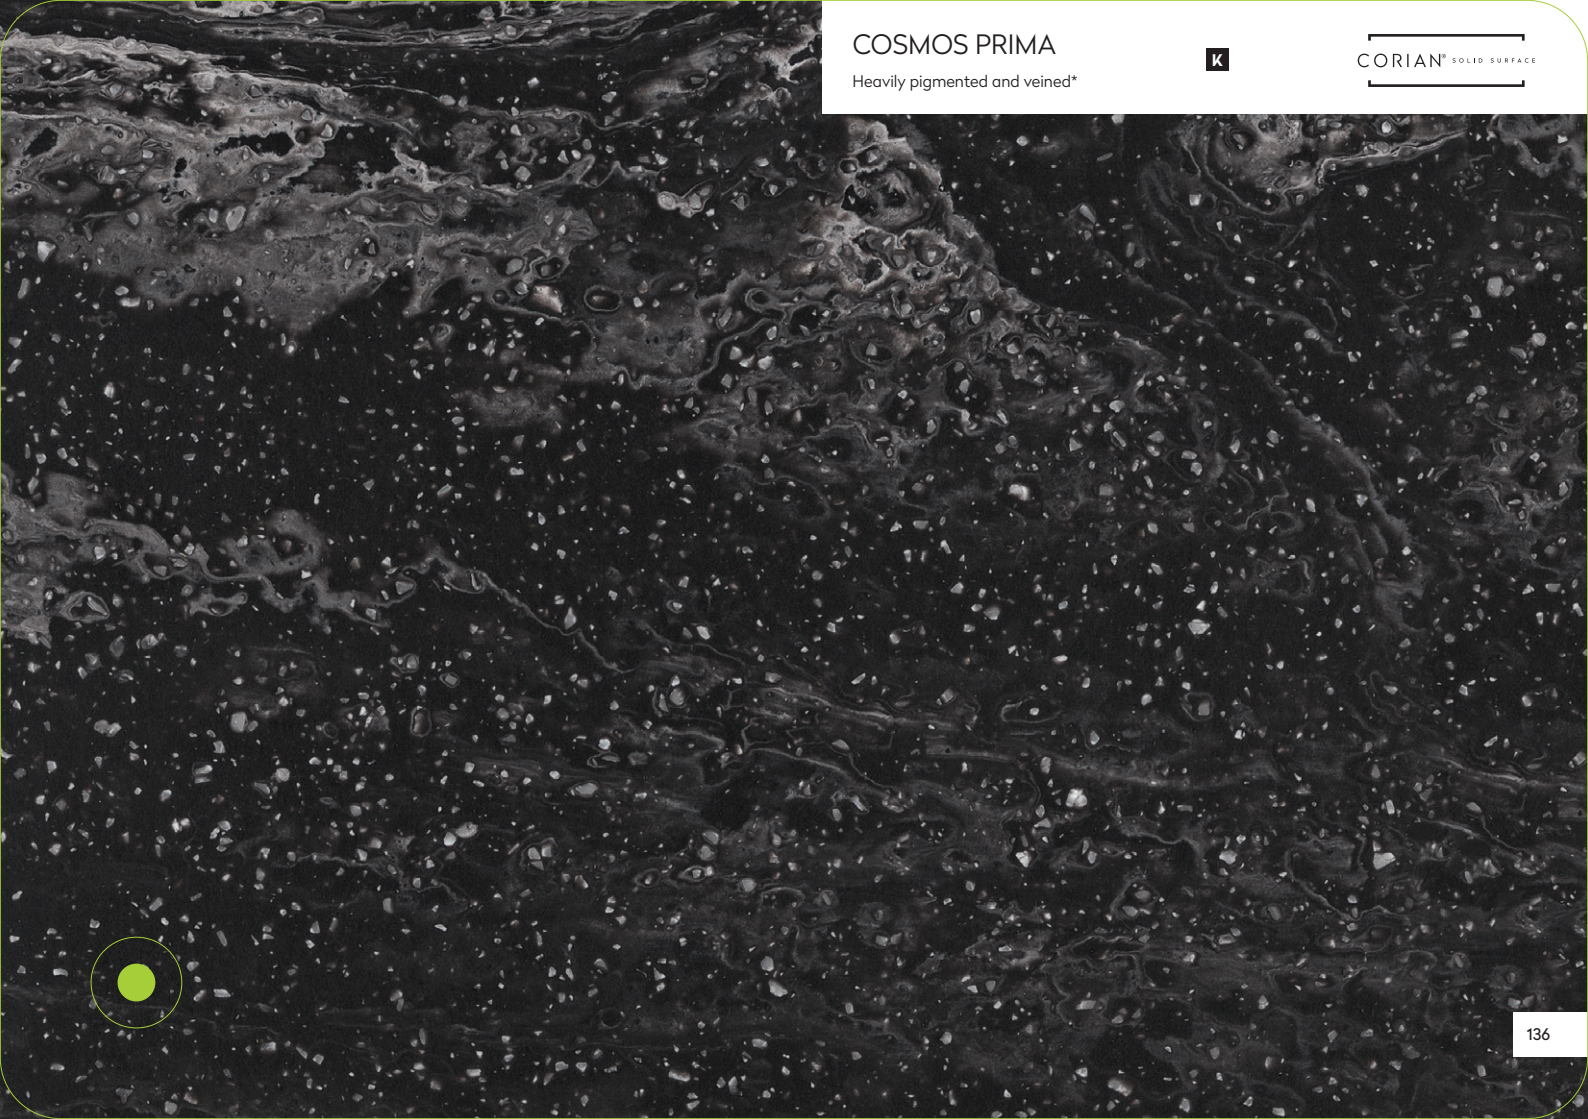 COSMOS PRIMA
Heavily pigmented and veined*
K
CORIAN® SOLID SURFACE
136